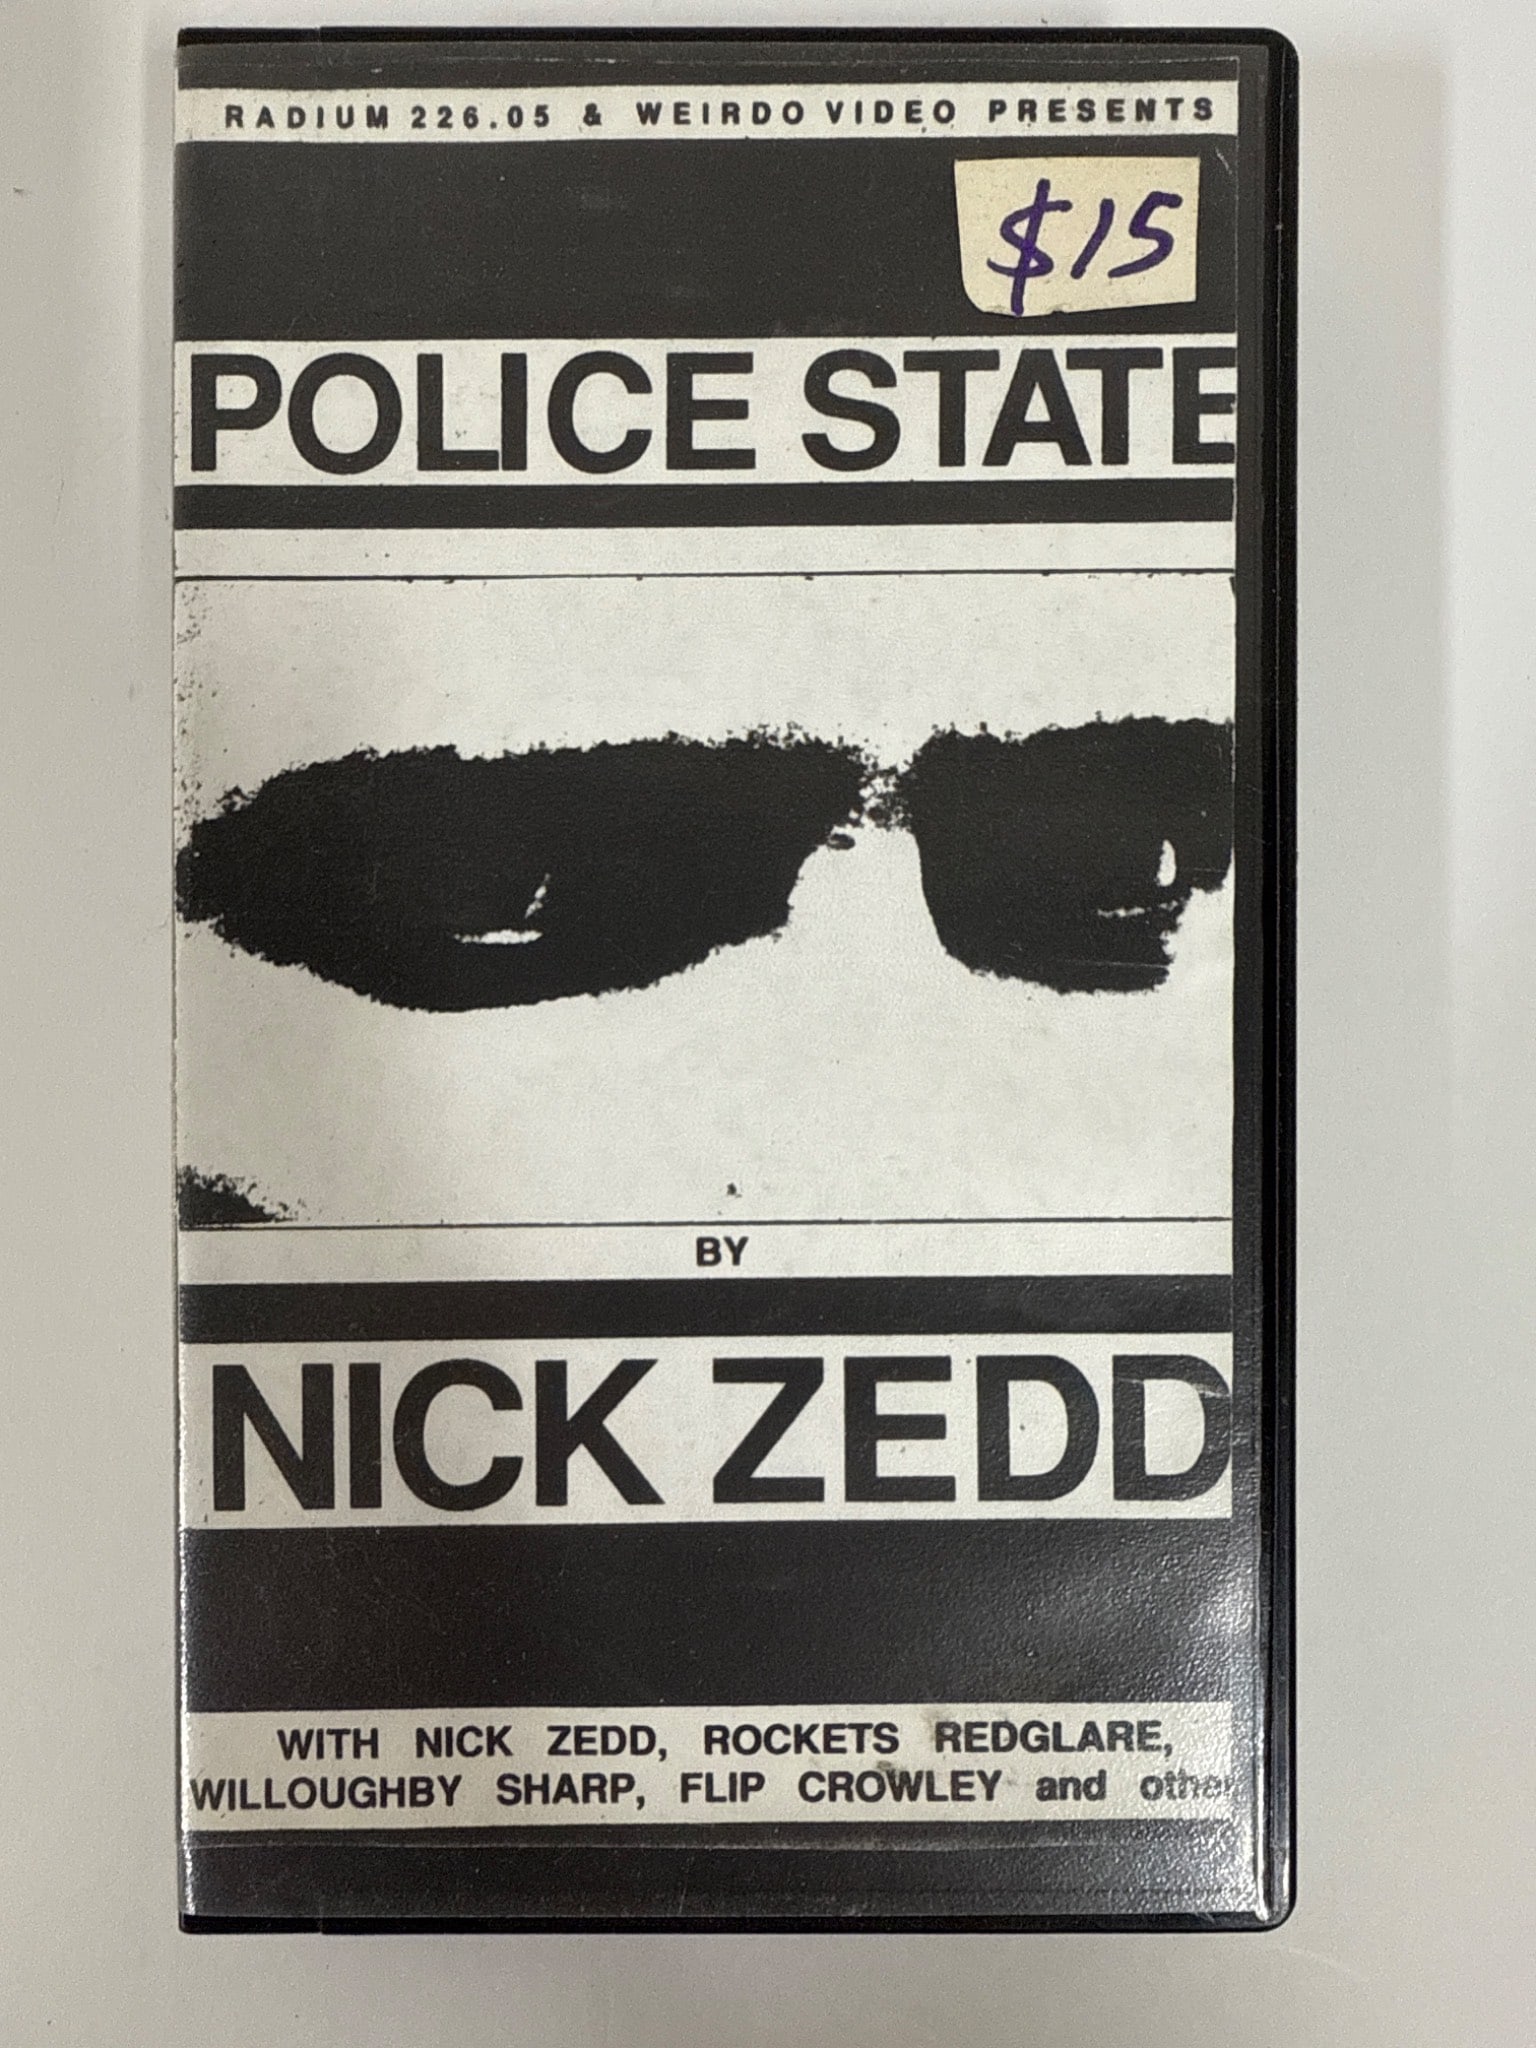 RADIUM 226.05 & WEIRDO VIDEO PRESENTS
$15
POLICE STATE
BY
NICK ZEDD
WITH NICK ZEDD, ROCKETS REDGLARE,
WILLOUGHBY SHARP, FLIP CROWLEY and other